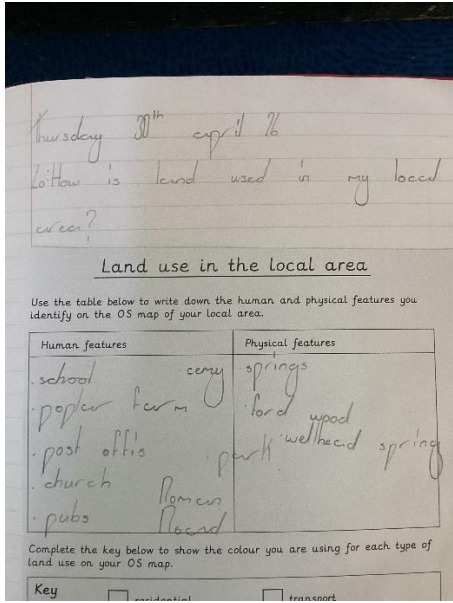 Thursday 30th april 26
Lo: How is land used in my local
area?
Land use in the local area
Use the table below to write down the human and physical features you
identify on the OS map of your local area.
Human features
· school
· poplar farm
· post offis
· church Roman
· pubs Road
· park
Physical features
· springs
· ford wood
· wellhead spring
Complete the key below to show the colour you are using for each type of
land use on your OS map.
Key
residential transport